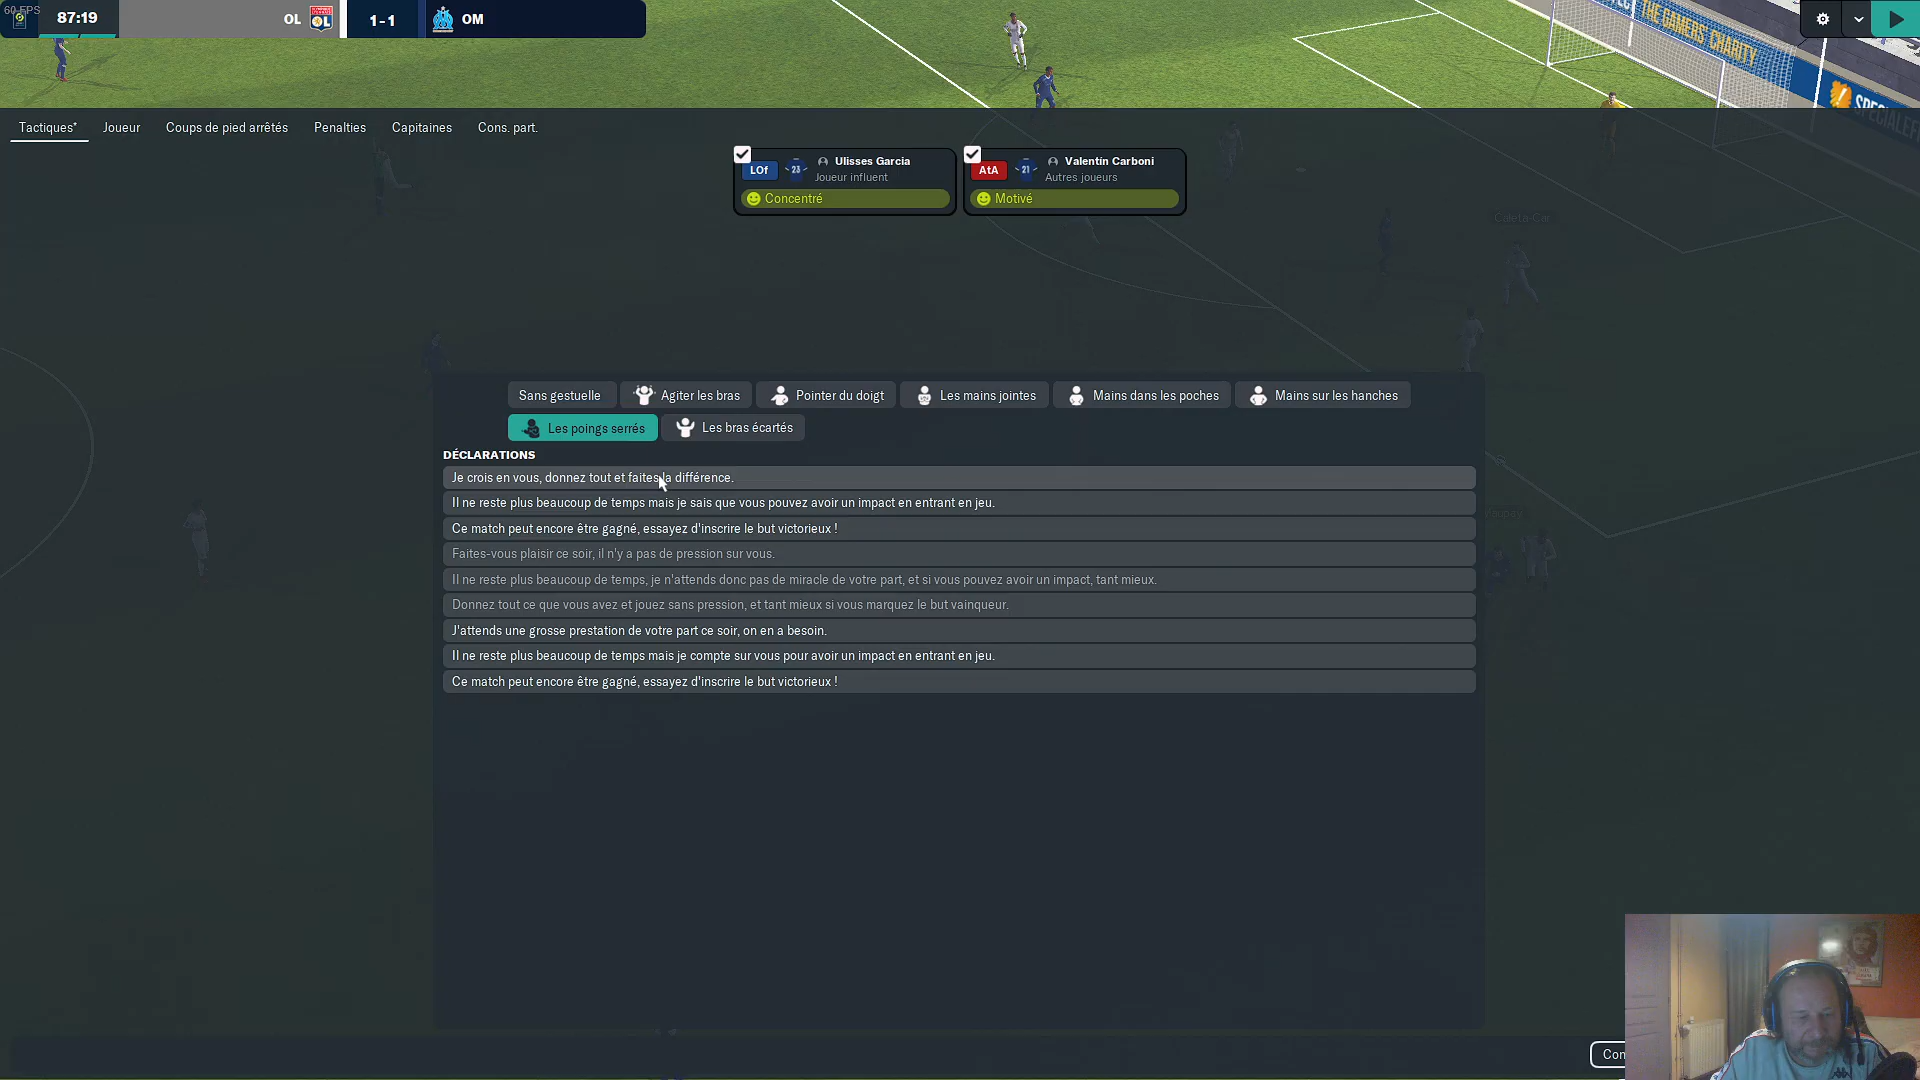 60 FPS
87:19
OL
OL
1 - 1
OM
THE GAMERS' CHARITY
SPECIALEFF
Tactiques*
Joueur
Coups de pied arrêtés
Penalties
Capitaines
Cons. part.
LOf
23
Ulisses Garcia
Joueur influent
Concentré
AtA
21
Valentín Carboni
Autres joueurs
Motivé
Caleta-Car
Sans gestuelle
Agiter les bras
Pointer du doigt
Les mains jointes
Mains dans les poches
Mains sur les hanches
Les poings serrés
Les bras écartés
DÉCLARATIONS
Je crois en vous, donnez tout et faites la différence.
Il ne reste plus beaucoup de temps mais je sais que vous pouvez avoir un impact en entrant en jeu.
Ce match peut encore être gagné, essayez d'inscrire le but victorieux !
Faites-vous plaisir ce soir, il n'y a pas de pression sur vous.
Il ne reste plus beaucoup de temps, je n'attends donc pas de miracle de votre part, et si vous pouvez avoir un impact, tant mieux.
Donnez tout ce que vous avez et jouez sans pression, et tant mieux si vous marquez le but vainqueur.
J'attends une grosse prestation de votre part ce soir, on en a besoin.
Il ne reste plus beaucoup de temps mais je compte sur vous pour avoir un impact en entrant en jeu.
Ce match peut encore être gagné, essayez d'inscrire le but victorieux !
Con